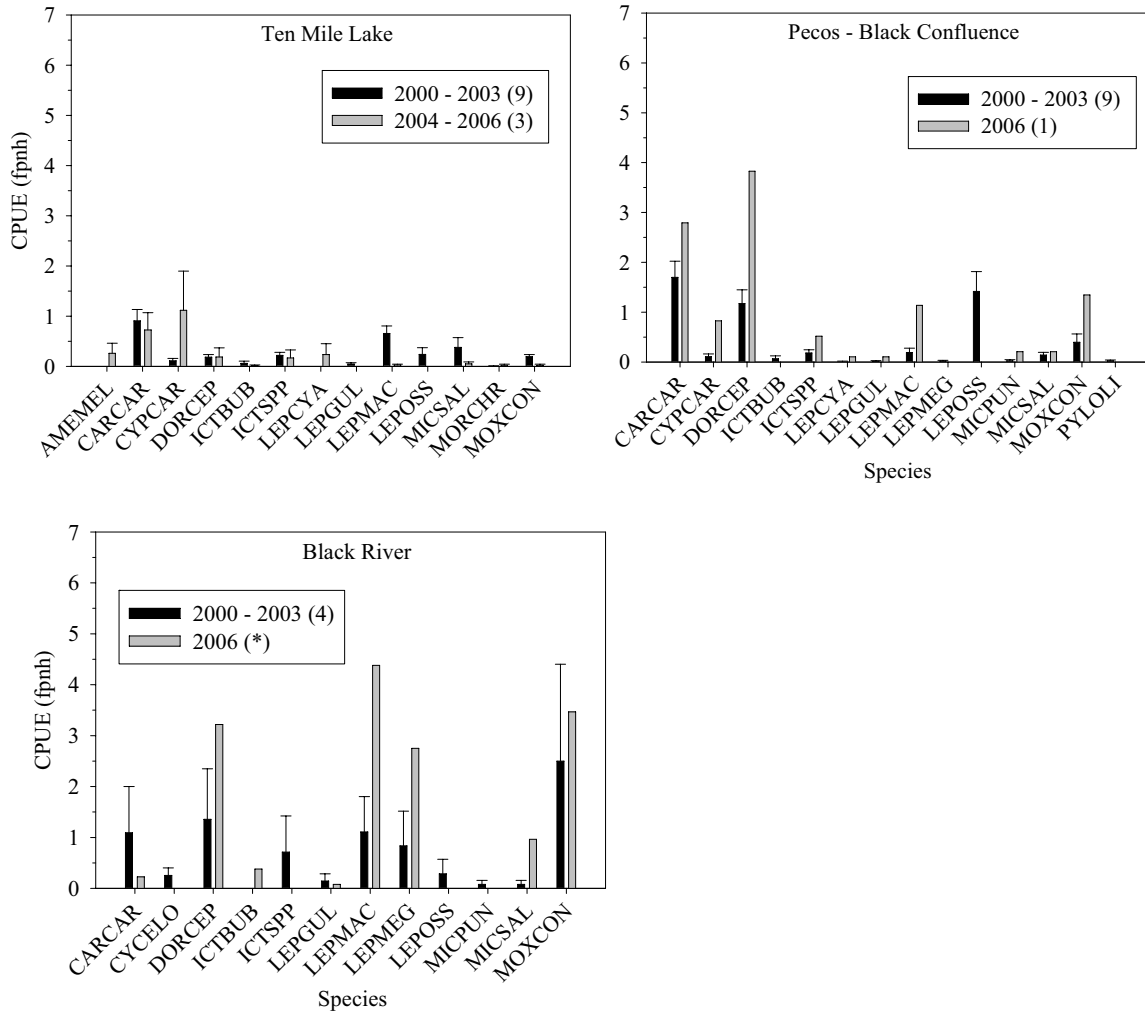 Ten Mile Lake
2000 - 2003 (9)
2004 - 2006 (3)
CPUE (fpnh)
7
6
5
4
3
2
1
0
AMEMEL
CARCAR
CYPCAR
DORCEP
ICTBUB
ICTSPP
LEPCYA
LEPGUL
LEPMAC
LEPOSS
MICSAL
MORCHR
MOXCON
Pecos - Black Confluence
2000 - 2003 (9)
2006 (1)
7
6
5
4
3
2
1
0
CARCAR
CYPCAR
DORCEP
ICTBUB
ICTSPP
LEPCYA
LEPGUL
LEPMAC
LEPMEG
LEPOSS
MICPUN
MICSAL
MOXCON
PYLOLI
Species
Black River
2000 - 2003 (4)
2006 (*)
CPUE (fpnh)
7
6
5
4
3
2
1
0
CARCAR
CYCELO
DORCEP
ICTBUB
ICTSPP
LEPGUL
LEPMAC
LEPMEG
LEPOSS
MICPUN
MICSAL
MOXCON
Species